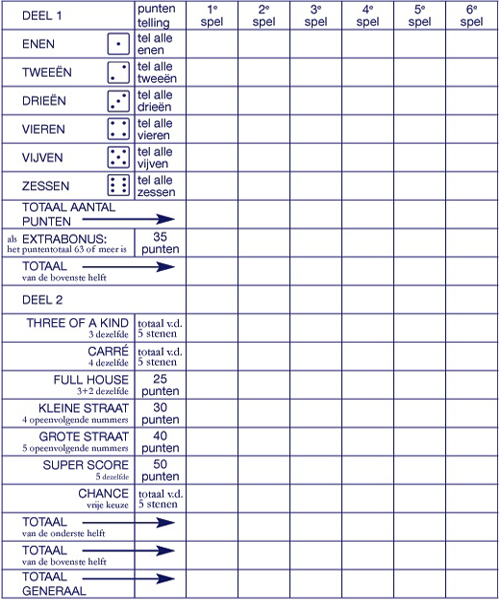 DEEL 1 punten telling 1e spel 2e spel 3e spel 4e spel 5e spel 6e spel
ENEN tel alle enen
TWEEËN tel alle tweeën
DRIEËN tel alle drieën
VIEREN tel alle vieren
VIJVEN tel alle vijven
ZESSEN tel alle zessen
TOTAAL AANTAL
PUNTEN
als EXTRABONUS: 35
het puntentotaal 63 of meer is punten
TOTAAL
van de bovenste helft
DEEL 2
THREE OF A KIND totaal v.d.
3 dezelfde 5 stenen
CARRÉ totaal v.d.
4 dezelfde 5 stenen
FULL HOUSE 25
3+2 dezelfde punten
KLEINE STRAAT 30
4 opeenvolgende nummers punten
GROTE STRAAT 40
5 opeenvolgende nummers punten
SUPER SCORE 50
5 dezelfde punten
CHANCE totaal v.d.
vrije keuze 5 stenen
TOTAAL
van de onderste helft
TOTAAL
van de bovenste helft
TOTAAL
GENERAAL